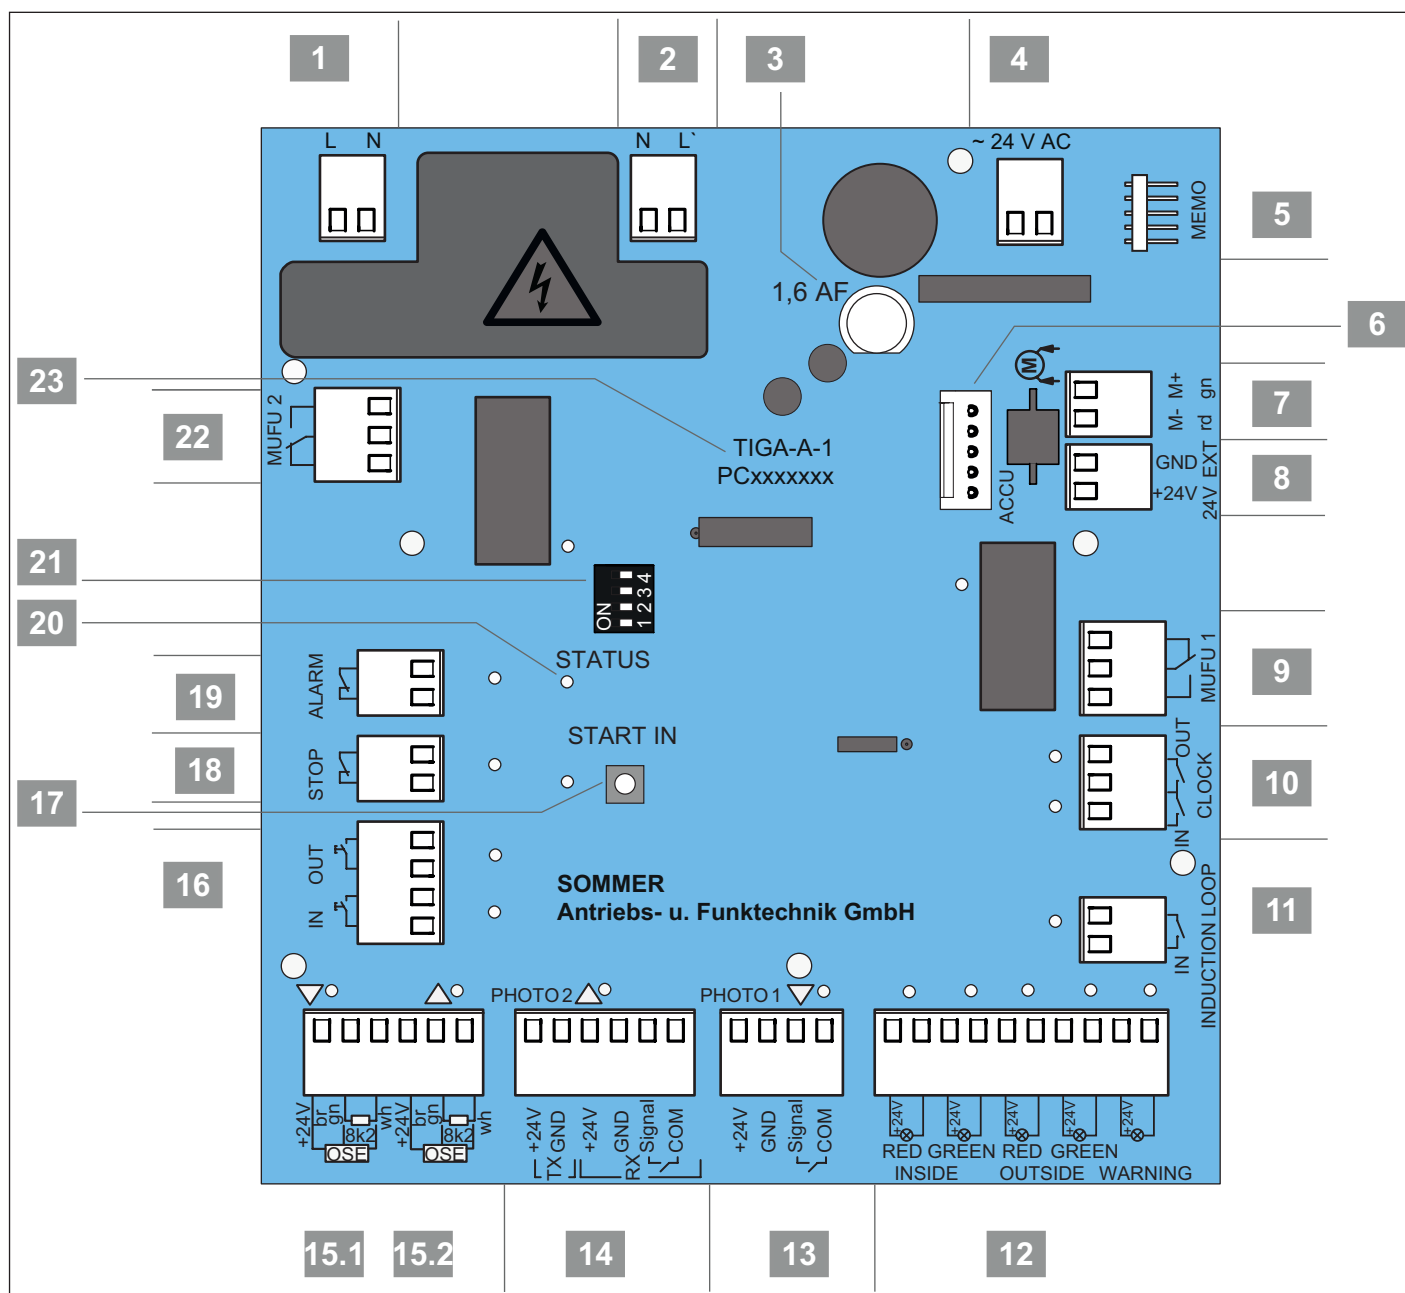 1
2
3
4
L N
N L`
~ 24 V AC
MEMO
5
1,6 AF
6
23
M
M- M+
rd gn
7
22
MUFU 2
TIGA-A-1
PCxxxxxxx
ACCU
GND
+24V
24V EXT
8
21
ON
1 2 3 4
20
STATUS
19
ALARM
MUFU 1
9
START IN
18
STOP
OUT
CLOCK
IN
10
17
16
OUT
IN
SOMMER
Antriebs- u. Funktechnik GmbH
INDUCTION LOOP
IN
11
PHOTO 2
PHOTO 1
+24V
br
gn
wh
8k2
OSE
+24V
br
gn
wh
8k2
OSE
+24V
GND
TX
+24V
GND
Signal
COM
RX
+24V
GND
Signal
COM
+24V
+24V
+24V
+24V
+24V
RED GREEN RED GREEN
INSIDE OUTSIDE WARNING
15.1
15.2
14
13
12